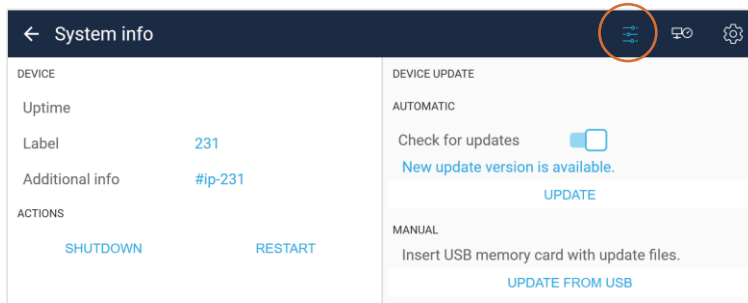 System info
DEVICE
Uptime
Label 231
Additional info #ip-231
ACTIONS
SHUTDOWN RESTART
DEVICE UPDATE
AUTOMATIC
Check for updates
New update version is available.
UPDATE
MANUAL
Insert USB memory card with update files.
UPDATE FROM USB